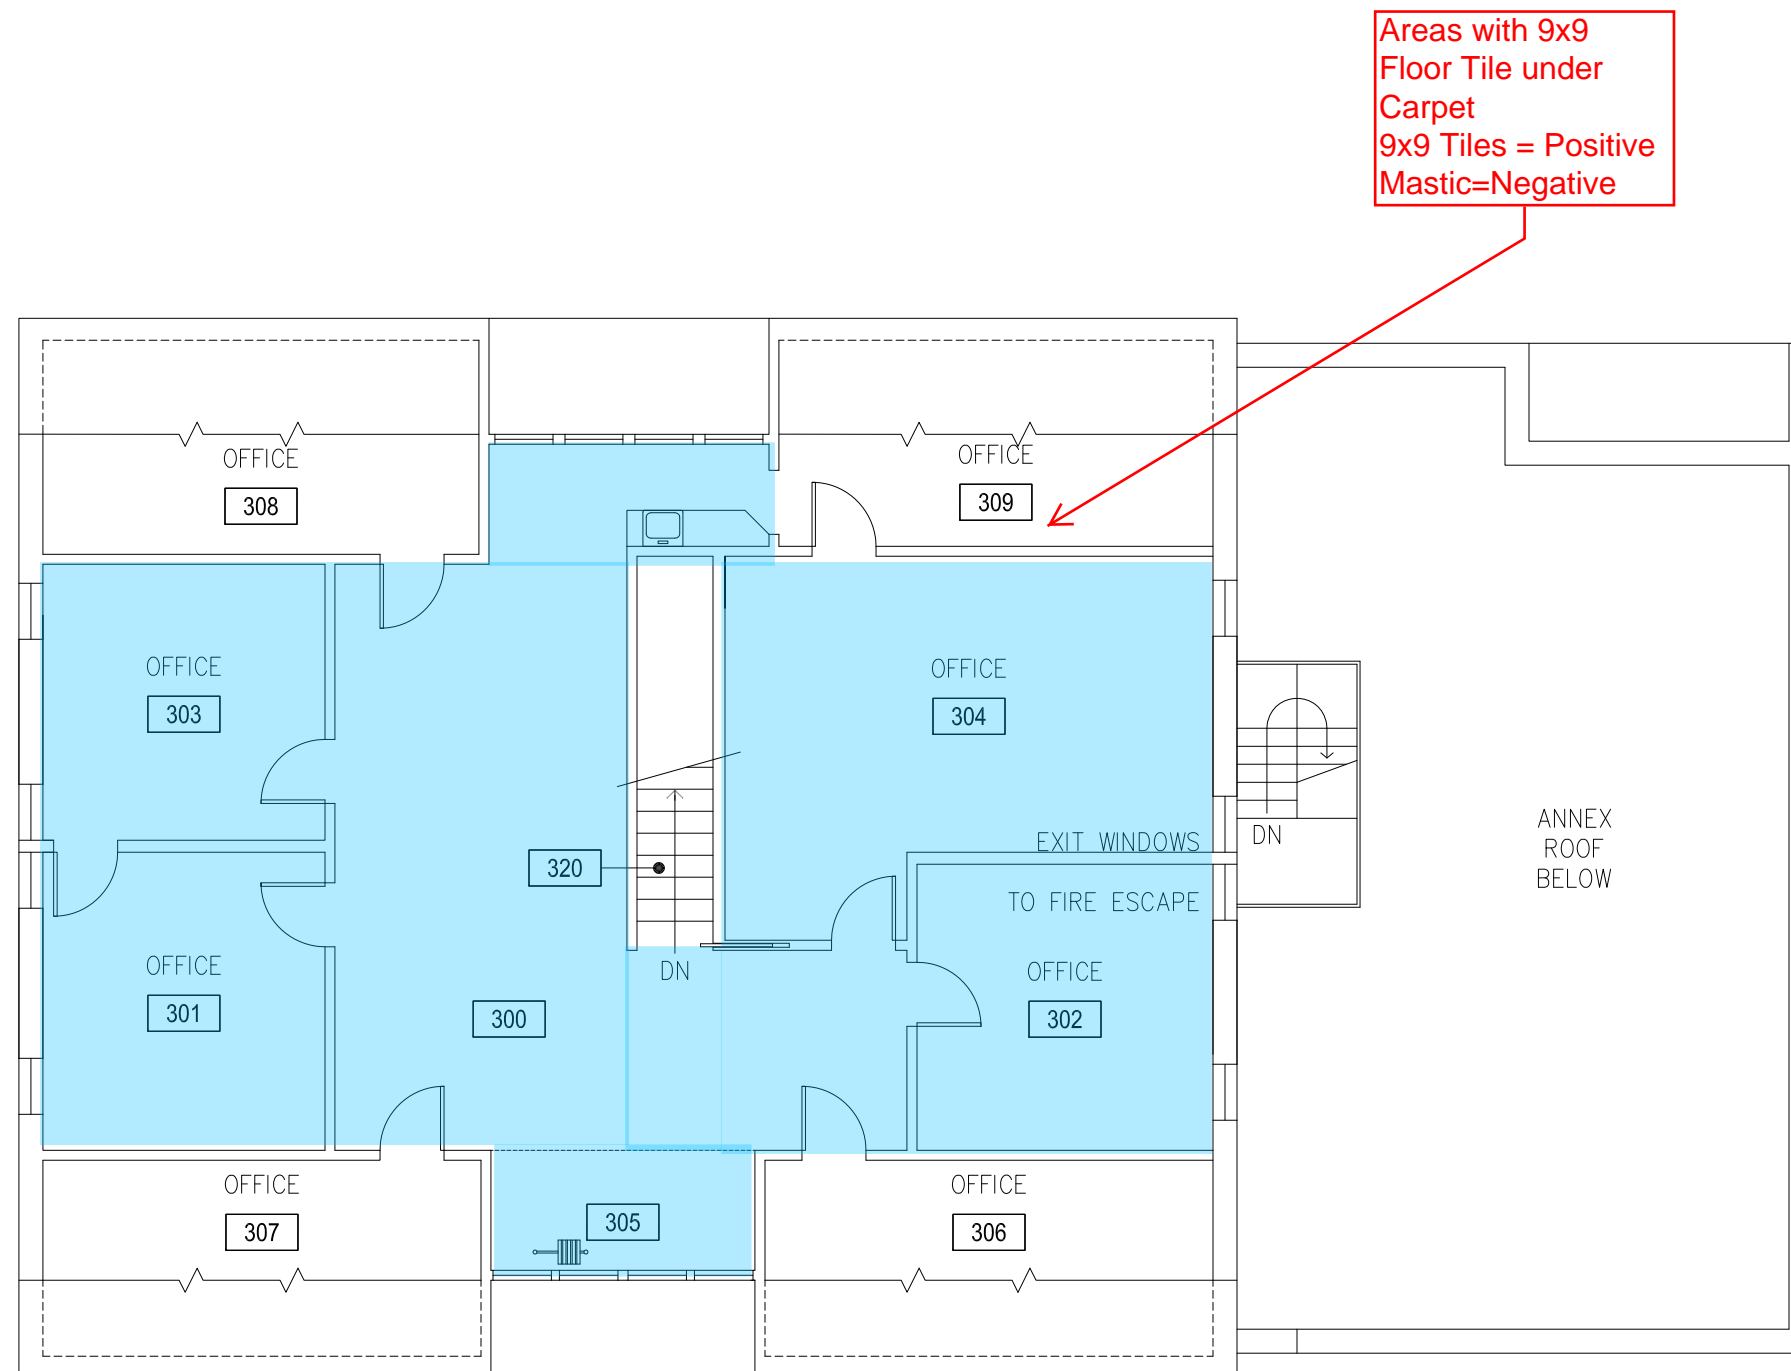 Areas with 9x9
Floor Tile under
Carpet
9x9 Tiles = Positive
Mastic=Negative
OFFICE
308
OFFICE
309
OFFICE
303
OFFICE
304
320
EXIT WINDOWS
TO FIRE ESCAPE
DN
ANNEX
ROOF
BELOW
DN
OFFICE
301
300
OFFICE
302
OFFICE
307
305
OFFICE
306